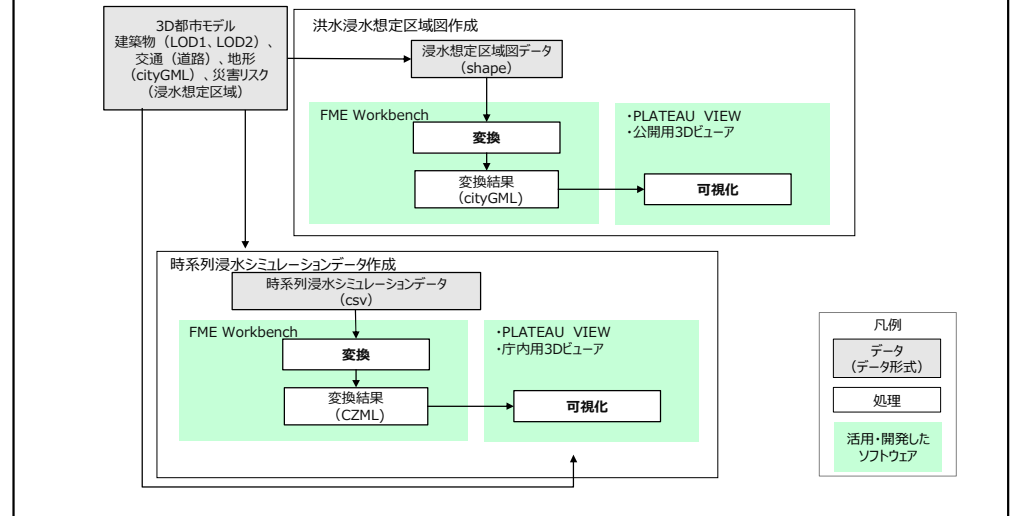 3D都市モデル
建築物（LOD1、LOD2）、
交通（道路）、地形
（cityGML）、災害リスク
（浸水想定区域）
洪水浸水想定区域図作成
浸水想定区域図データ
（shape）
FME Workbench
変換
変換結果
（cityGML)
・PLATEAU VIEW
・公開用3Dビューア
可視化
時系列浸水シミュレーションデータ作成
時系列浸水シミュレーションデータ
（csv）
FME Workbench
変換
変換結果
（CZML)
・PLATEAU VIEW
・庁内用3Dビューア
可視化
凡例
データ
（データ形式）
処理
活用・開発した
ソフトウェア